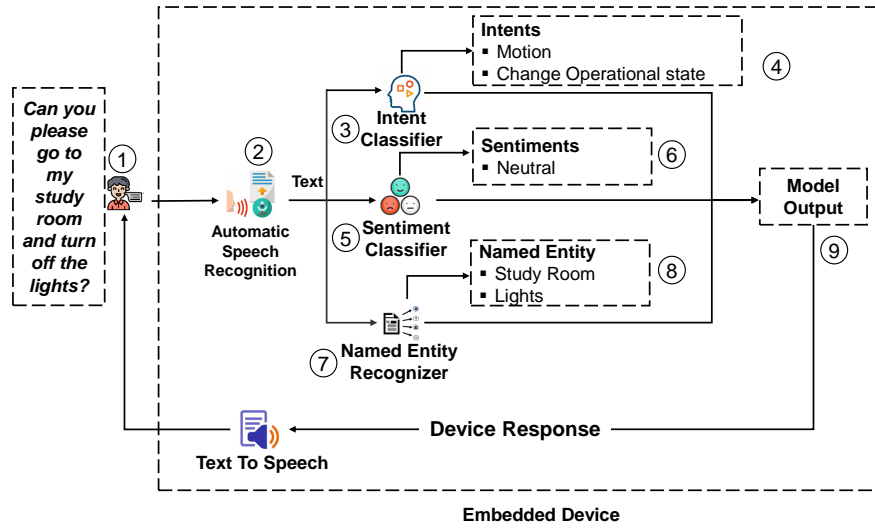 Can you
please
go to
my
study
room
and turn
off the
lights?
1
2
Automatic
Speech
Recognition
Text
3
Intent
Classifier
Intents
▪ Motion
▪ Change Operational state
4
5
Sentiment Classifier
Sentiments
▪ Neutral
6
7
Named Entity
Recognizer
Named Entity
▪ Study Room
▪ Lights
8
Model
Output
9
Device Response
Text To Speech
Embedded Device